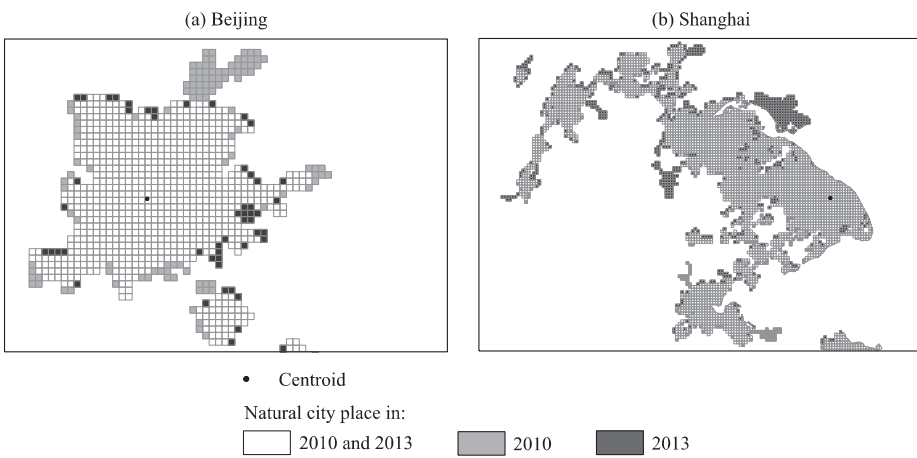 (a) Beijing
(b) Shanghai
Centroid
Natural city place in:
2010 and 2013
2010
2013